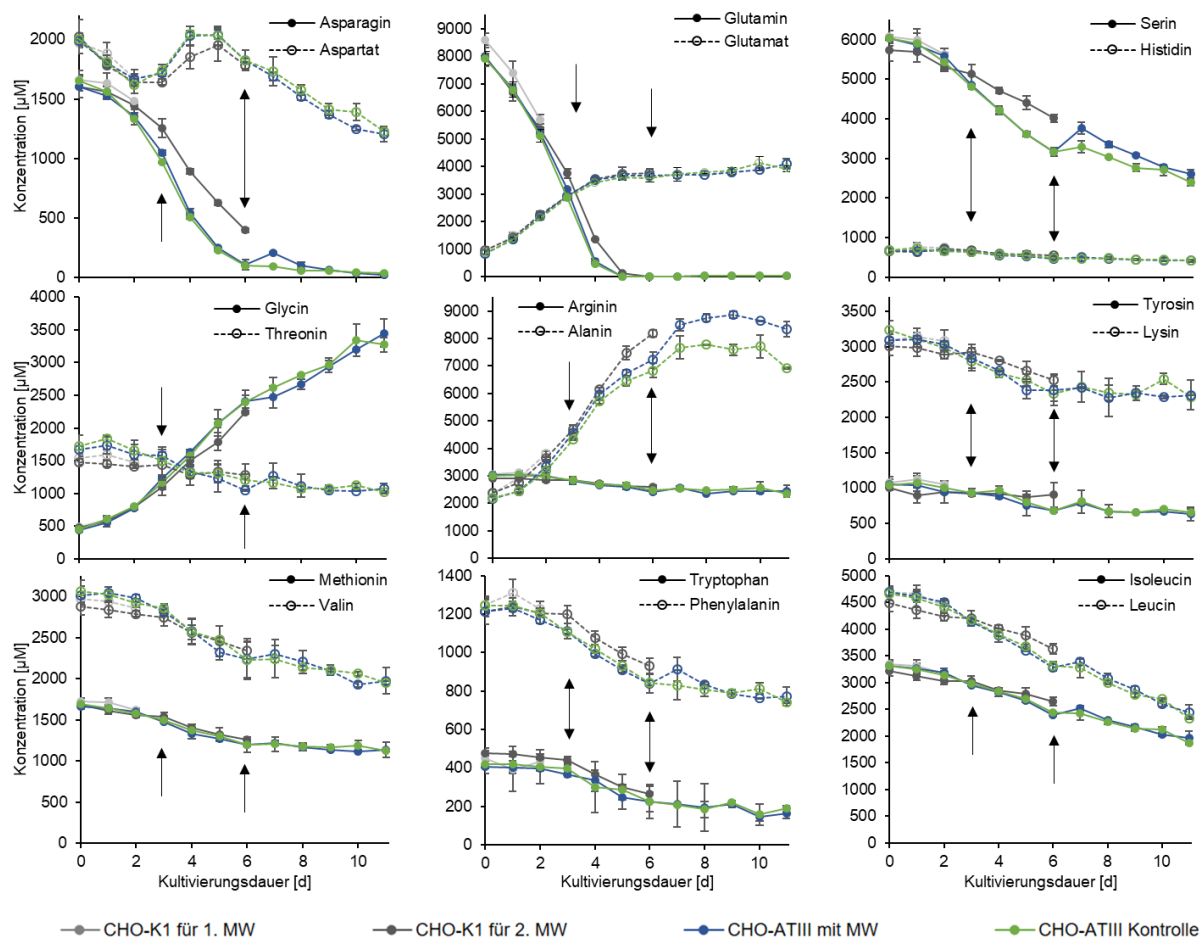 Asparagin
Aspartat
Konzentration [µM]
2000
1500
1000
500
0
Glutamin
Glutamat
9000
8000
7000
6000
5000
4000
3000
2000
1000
0
Serin
Histidin
6000
5000
4000
3000
2000
1000
0
Glycin
Threonin
Konzentration [µM]
4000
3500
3000
2500
2000
1500
1000
500
0
Arginin
Alanin
9000
8000
7000
6000
5000
4000
3000
2000
1000
0
Tyrosin
Lysin
3500
3000
2500
2000
1500
1000
500
0
Methionin
Valin
Konzentration [µM]
3000
2500
2000
1500
1000
500
0
0 2 4 6 8 10
Kultivierungsdauer [d]
Tryptophan
Phenylalanin
1400
1200
1000
800
600
400
200
0
0 2 4 6 8 10
Kultivierungsdauer [d]
Isoleucin
Leucin
5000
4500
4000
3500
3000
2500
2000
1500
1000
500
0
0 2 4 6 8 10
Kultivierungsdauer [d]
CHO-K1 für 1. MW CHO-K1 für 2. MW CHO-ATIII mit MW CHO-ATIII Kontrolle